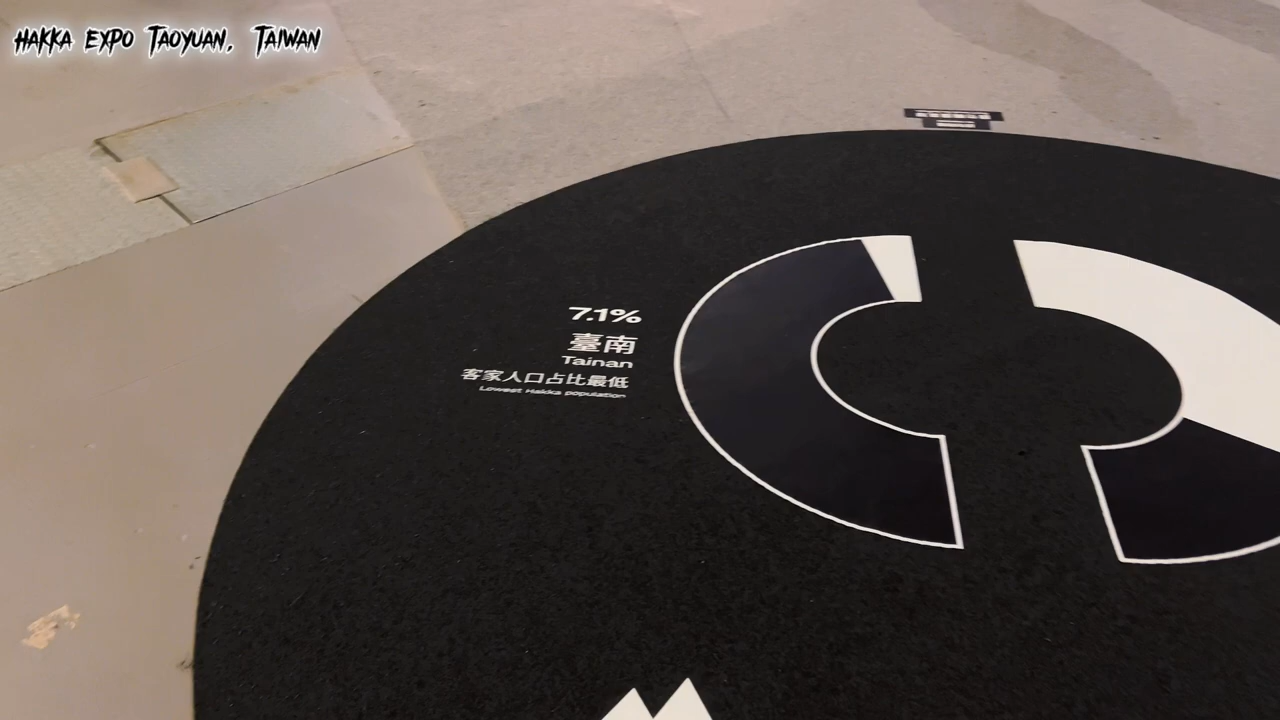 Hakka Expo Taoyuan, Taiwan
7.1%
臺南
Tainan
客家人口占比最低
Lowest Hakka population